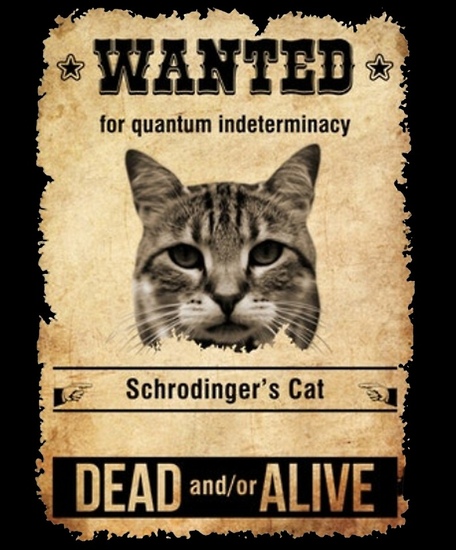 WANTED
for quantum indeterminacy
Schrodinger's Cat
DEAD and/or ALIVE